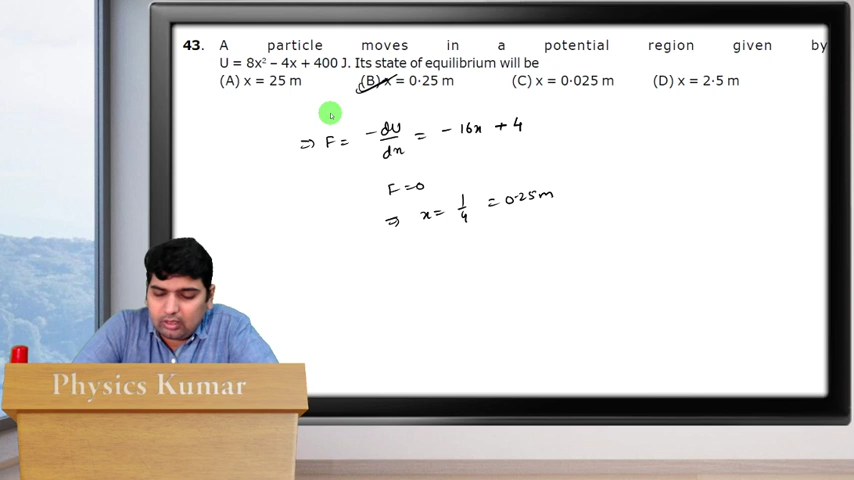 43. A particle moves in a potential region given by
U = 8x² – 4x + 400 J. Its state of equilibrium will be
(A) x = 25 m (B) x = 0·25 m (C) x = 0·025 m (D) x = 2·5 m
⇒ F = -dU/dx = - 16x + 4
F = 0
⇒ x = 1/4 = 0.25m
Physics Kumar